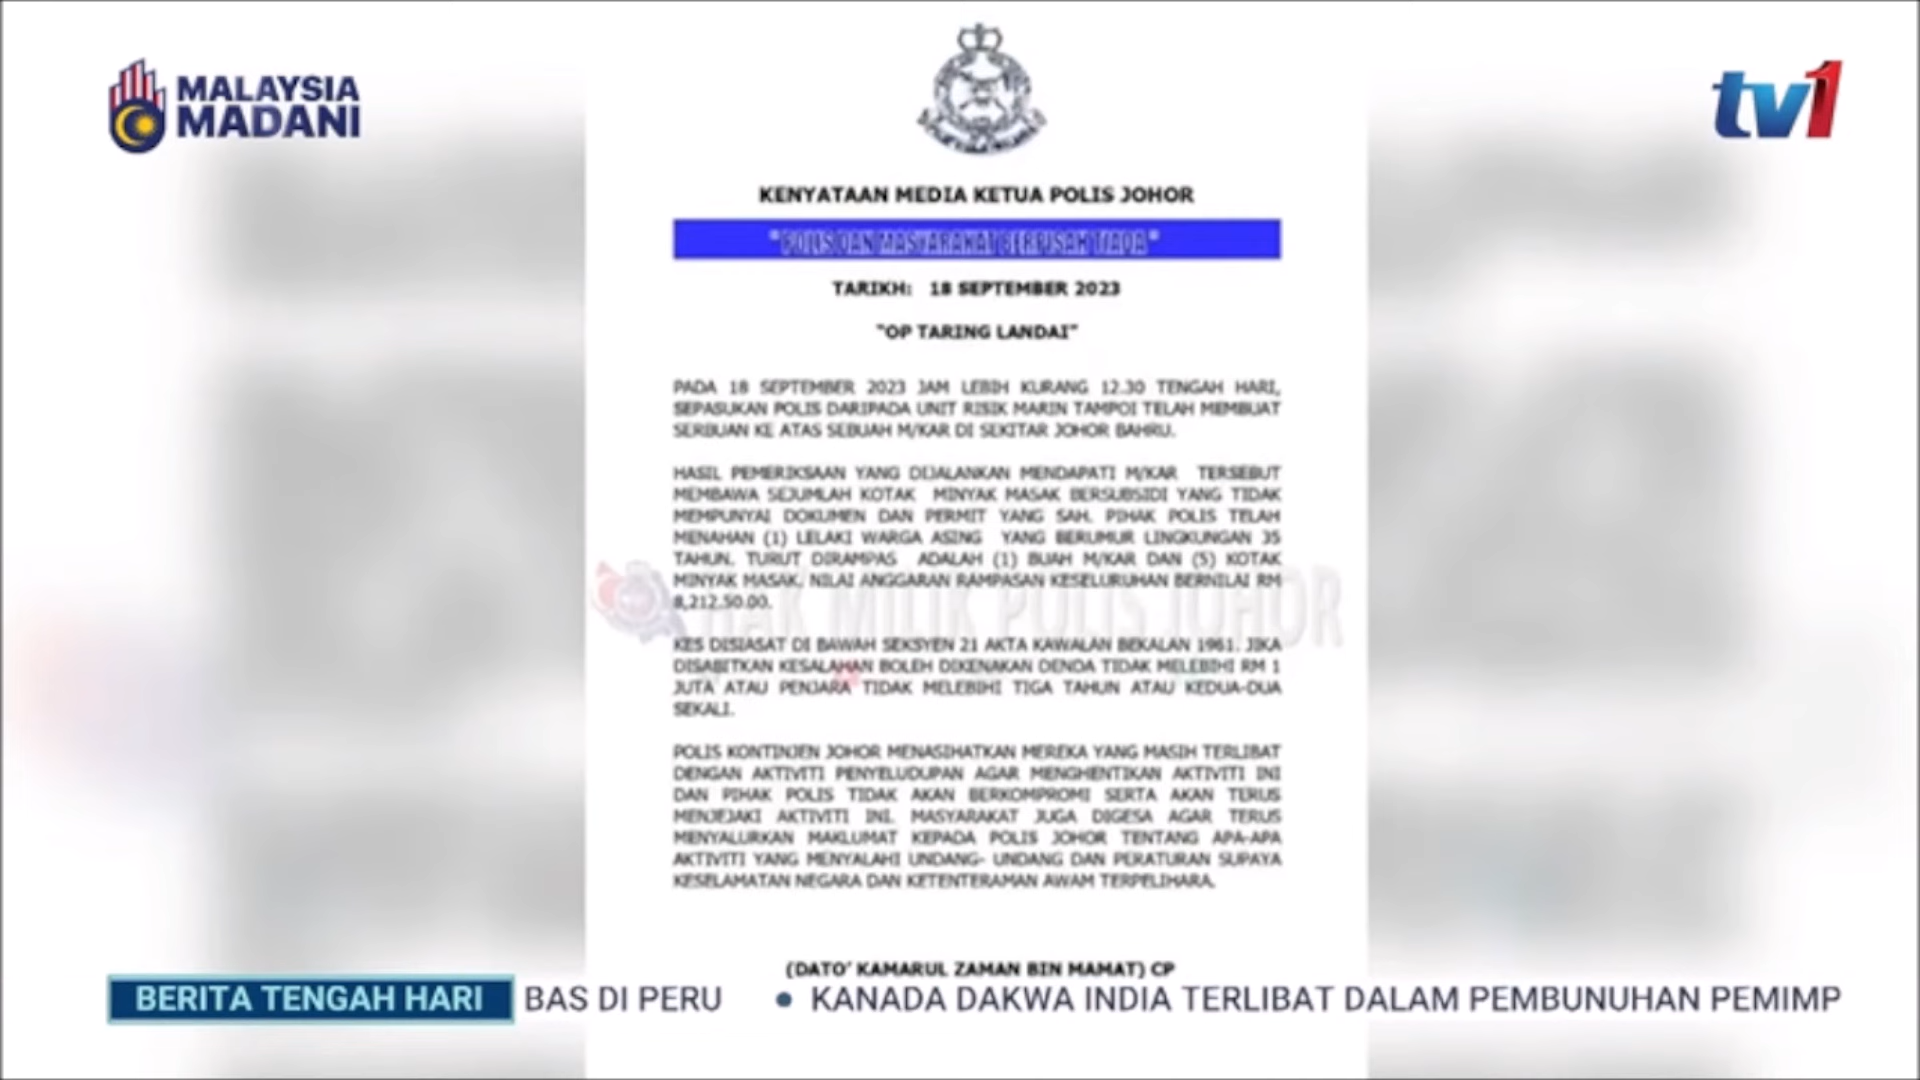 MALAYSIA
MADANI
tv1
KENYATAAN MEDIA KETUA POLIS JOHOR
"POLIS DAN MASYARAKAT BERPISAH TIADA"
TARIKH: 18 SEPTEMBER 2023
"OP TARING LANDAI"
PADA 18 SEPTEMBER 2023 JAM LEBIH KURANG 12.30 TENGAH HARI,
SEPASUKAN POLIS DARIPADA UNIT RISIK MARIN TAMPOI TELAH MEMBUAT
SERBUAN KE ATAS SEBUAH M/KAR DI SEKITAR JOHOR BAHRU.
HASIL PEMERIKSAAN YANG DIJALANKAN MENDAPATI M/KAR TERSEBUT
MEMBAWA SEJUMLAH KOTAK MINYAK MASAK BERSUBSIDI YANG TIDAK
MEMPUNYAI DOKUMEN DAN PERMIT YANG SAH. PIHAK POLIS TELAH
MENAHAN (1) LELAKI WARGA ASING YANG BERUMUR LINGKUNGAN 35
TAHUN. TURUT DIRAMPAS ADALAH (1) BUAH M/KAR DAN (5) KOTAK
MINYAK MASAK. NILAI ANGGARAN RAMPASAN KESELURUHAN BERNILAI RM
8,212.50.00.
HAK MILIK POLIS JOHOR
KES DISIASAT DI BAWAH SEKSYEN 21 AKTA KAWALAN BEKALAN 1961. JIKA
DISABITKAN KESALAHAN BOLEH DIKENAKAN DENDA TIDAK MELEBIHI RM 1
JUTA ATAU PENJARA TIDAK MELEBIHI TIGA TAHUN ATAU KEDUA-DUA
SEKALI.
POLIS KONTINJEN JOHOR MENASIHATKAN MEREKA YANG MASIH TERLIBAT
DENGAN AKTIVITI PENYELUDUPAN AGAR MENGHENTIKAN AKTIVITI INI
DAN PIHAK POLIS TIDAK AKAN BERKOMPROMI SERTA AKAN TERUS
MENJEJAKI AKTIVITI INI. MASYARAKAT JUGA DIGESA AGAR TERUS
MENYALURKAN MAKLUMAT KEPADA POLIS JOHOR TENTANG APA-APA
AKTIVITI YANG MENYALAHI UNDANG- UNDANG DAN PERATURAN SUPAYA
KESELAMATAN NEGARA DAN KETENTERAMAN AWAM TERPELIHARA.
(DATO' KAMARUL ZAMAN BIN MAMAT) CP
BERITA TENGAH HARI BAS DI PERU • KANADA DAKWA INDIA TERLIBAT DALAM PEMBUNUHAN PEMIMP